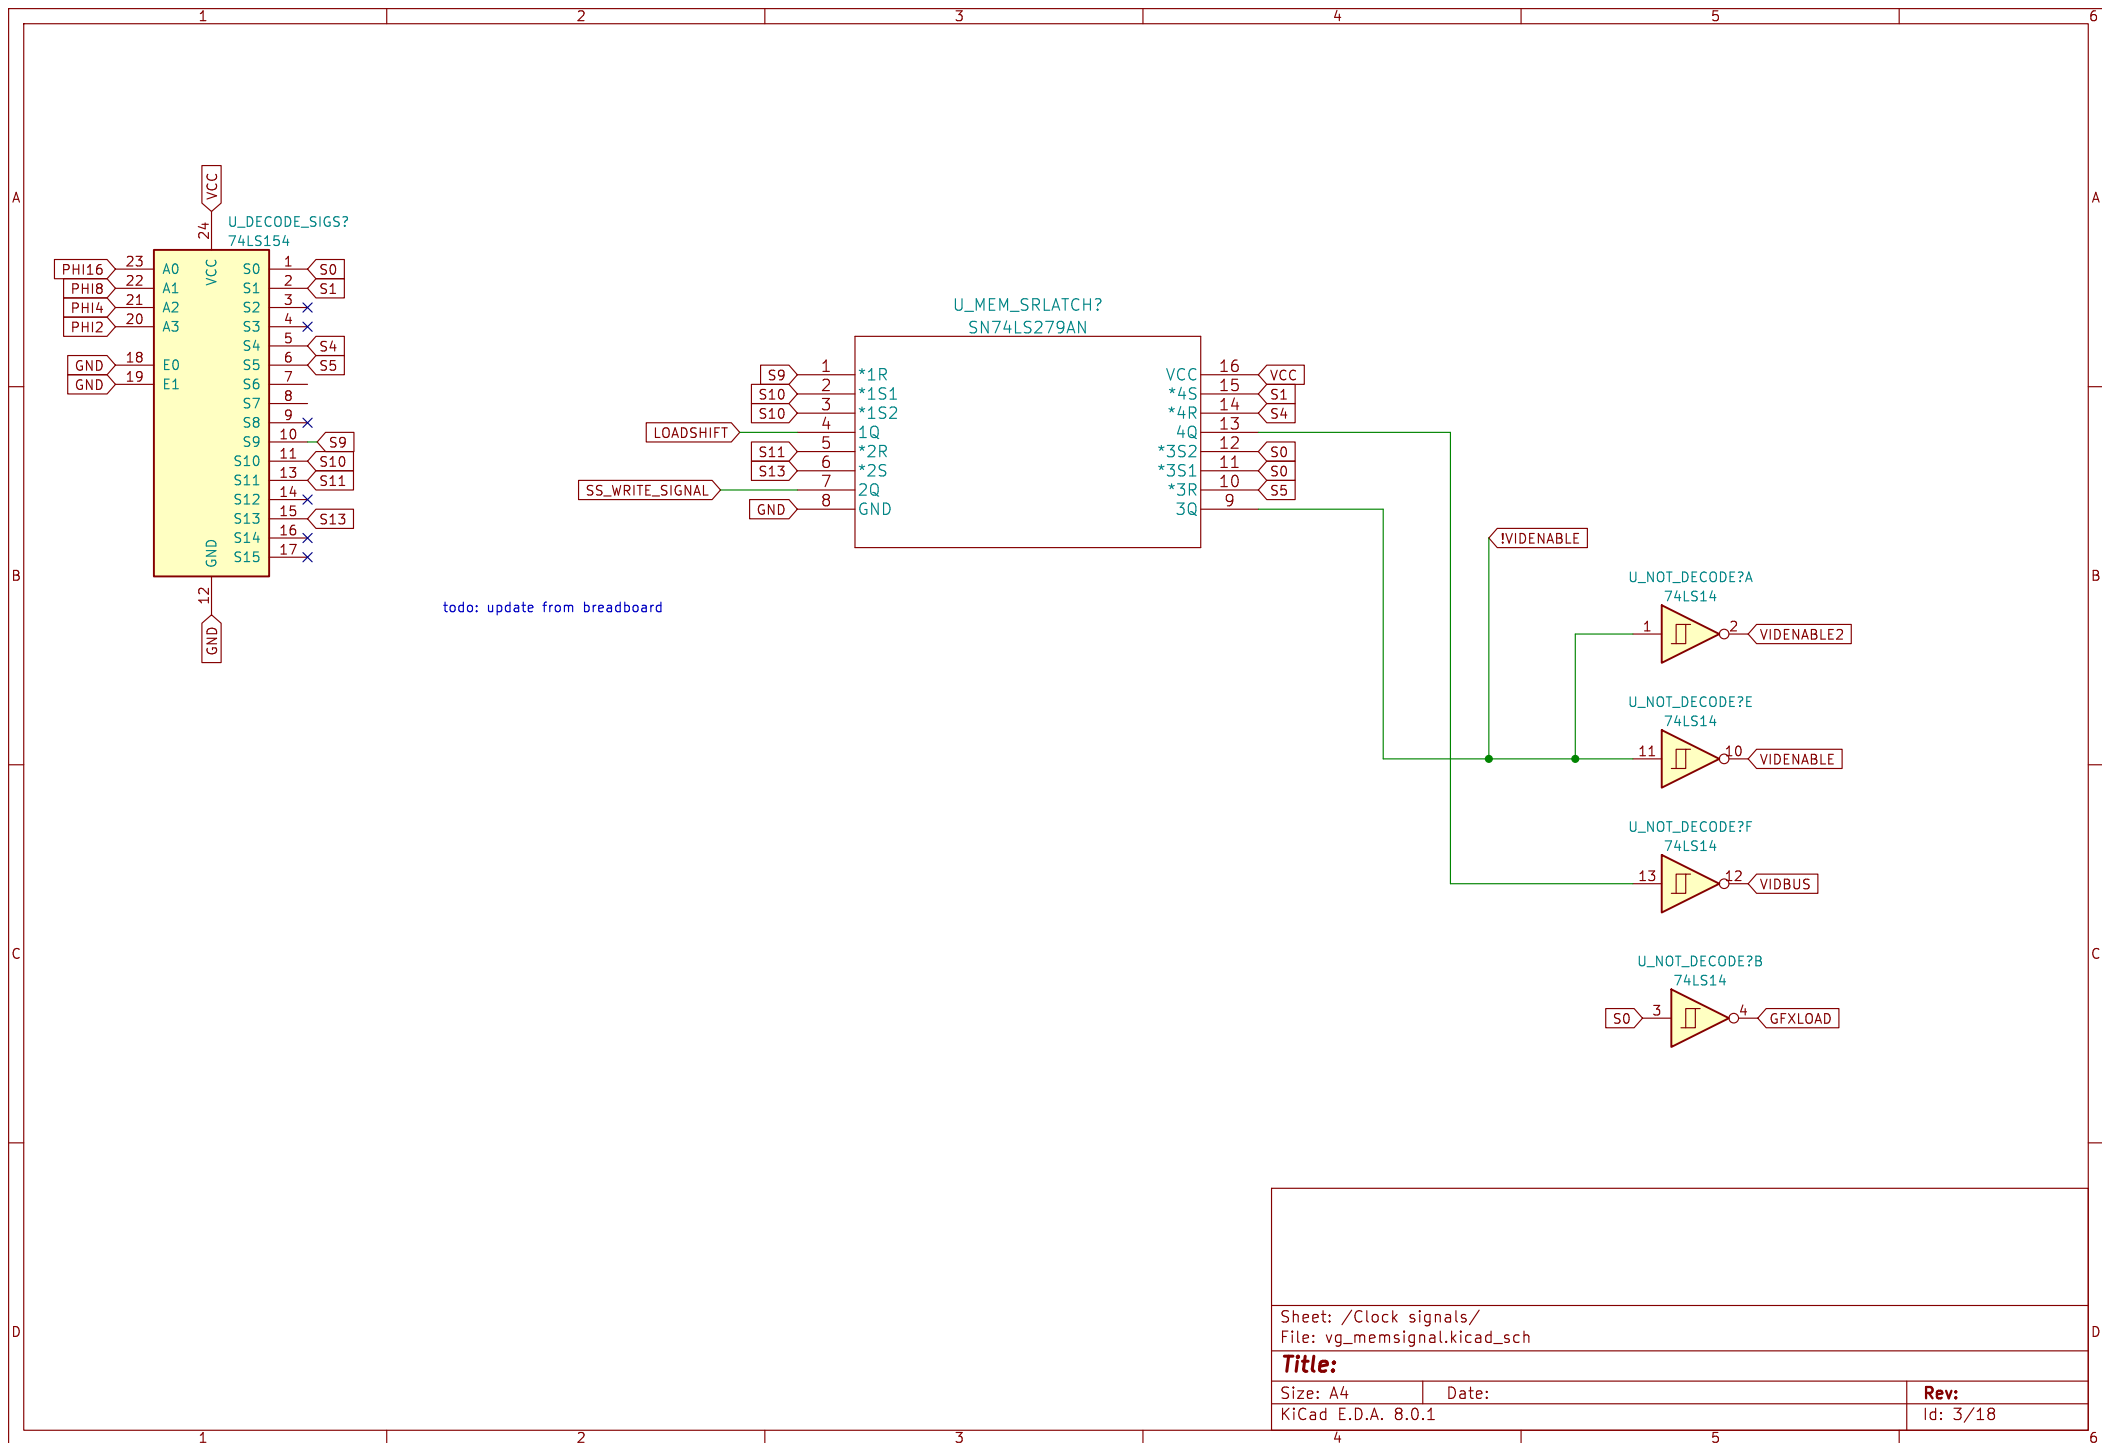 1 2 3 4 5 6
A A
B B
C C
D D
VCC
24
U_DECODE_SIGS?
74LS154
PHI16 23 A0 VCC S0 1 S0
PHI8 22 A1 S1 2 S1
PHI4 21 A2 S2 3
PHI2 20 A3 S3 4
S4 5 S4
GND 18 E0 S5 6 S5
GND 19 E1 S6 7
S7 8
S8 9
S9 10 S9
S10 11 S10
S11 13 S11
S12 14
S13 15 S13
S14 16
GND S15 17
12
GND
todo: update from breadboard
U_MEM_SRLATCH?
SN74LS279AN
S9 1 *1R VCC 16 VCC
S10 2 *1S1 *4S 15 S1
S10 3 *1S2 *4R 14 S4
LOADSHIFT 4 1Q 4Q 13
S11 5 *2R *3S2 12 S0
S13 6 *2S *3S1 11 S0
SS_WRITE_SIGNAL 7 2Q *3R 10 S5
GND 8 GND 3Q 9
!VIDENABLE
U_NOT_DECODE?A
74LS14
1 2 VIDENABLE2
U_NOT_DECODE?E
74LS14
11 10 VIDENABLE
U_NOT_DECODE?F
74LS14
13 12 VIDBUS
U_NOT_DECODE?B
74LS14
S0 3 4 GFXLOAD
Sheet: /Clock signals/
File: vg_memsignal.kicad_sch
Title:
Size: A4 Date: Rev:
KiCad E.D.A. 8.0.1 Id: 3/18
1 2 3 4 5 6